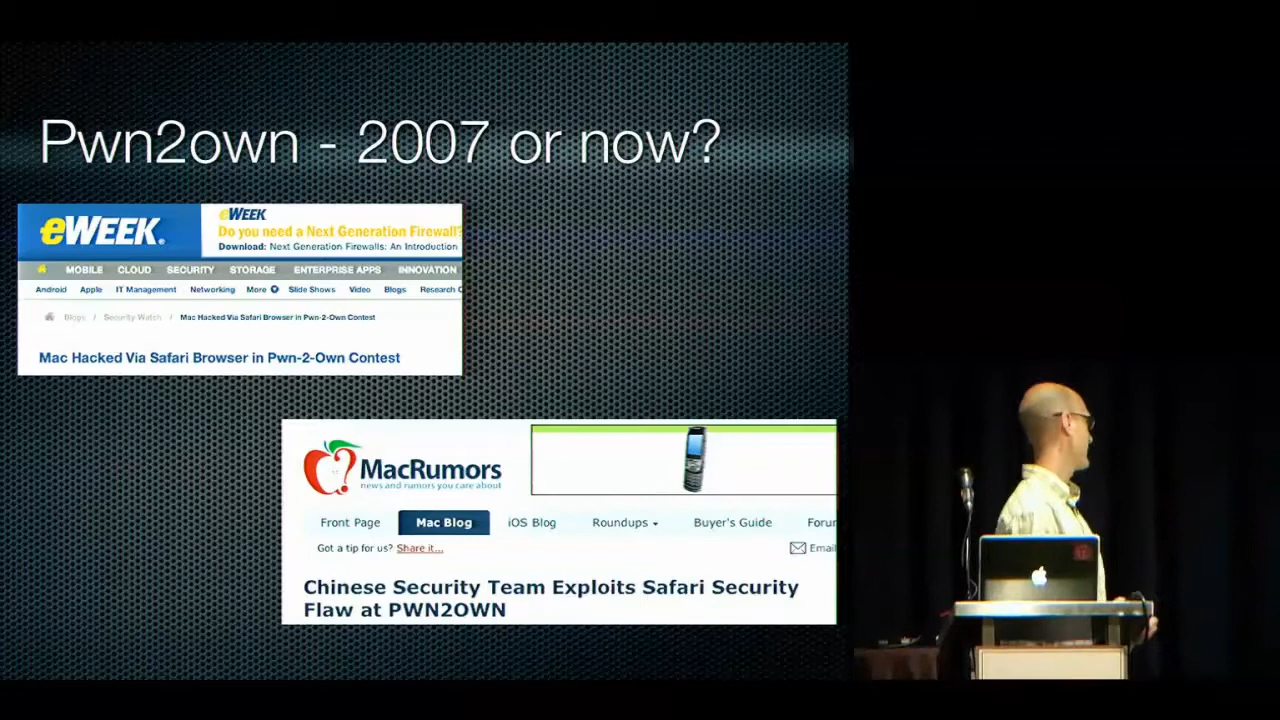 Pwn2own - 2007 or now?
eWEEK.
eWEEK
Do you need a Next Generation Firewall?
Download: Next Generation Firewalls: An Introduction
MOBILE CLOUD SECURITY STORAGE ENTERPRISE APPS INNOVATION
Android Apple IT Management Networking More Slide Shows Video Blogs Research C
Blogs / Security Watch / Mac Hacked Via Safari Browser in Pwn-2-Own Contest
Mac Hacked Via Safari Browser in Pwn-2-Own Contest
MacRumors
news and rumors you care about
Front Page Mac Blog iOS Blog Roundups Buyer's Guide Forur
Got a tip for us? Share it... Email
Chinese Security Team Exploits Safari Security
Flaw at PWN2OWN